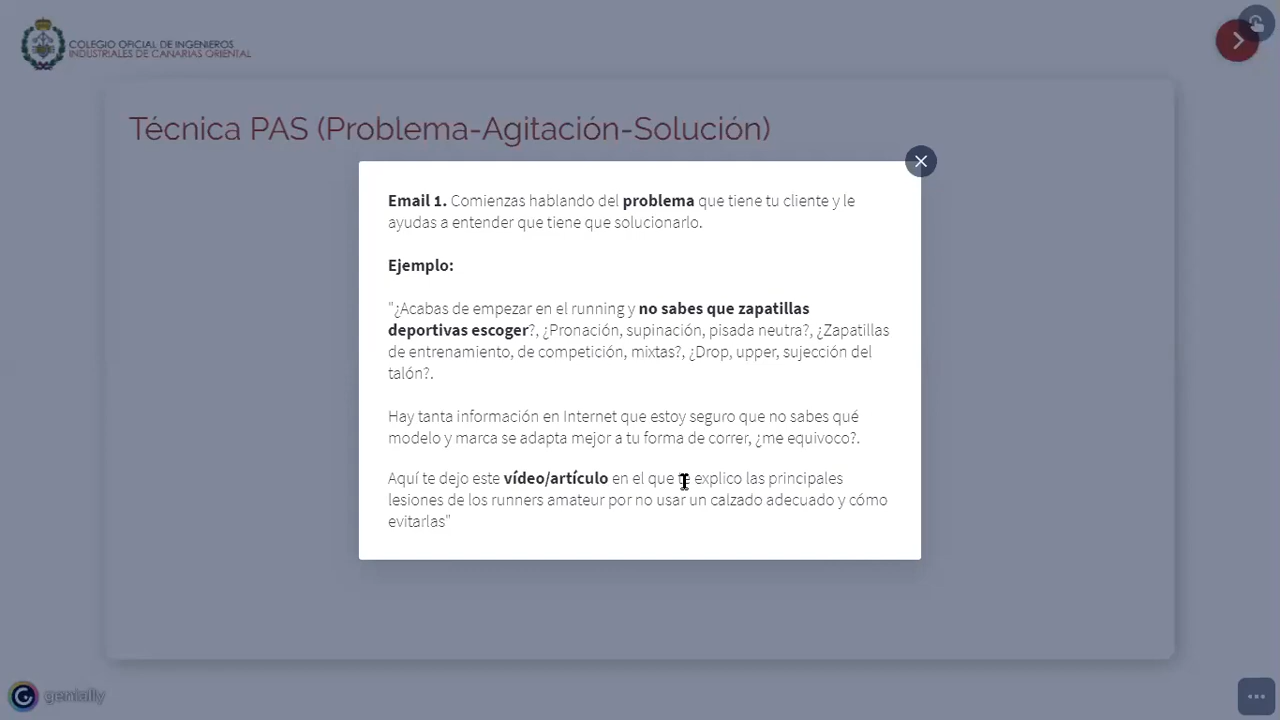 COLEGIO OFICIAL DE INGENIEROS
INDUSTRIALES DE CANARIAS ORIENTAL
Técnica PAS (Problema-Agitación-Solución)
Email 1. Comienzas hablando del problema que tiene tu cliente y le
ayudas a entender que tiene que solucionarlo.
Ejemplo:
"¿Acabas de empezar en el running y no sabes que zapatillas
deportivas escoger?, ¿Pronación, supinación, pisada neutra?, ¿Zapatillas
de entrenamiento, de competición, mixtas?, ¿Drop, upper, sujección del
talón?.
Hay tanta información en Internet que estoy seguro que no sabes qué
modelo y marca se adapta mejor a tu forma de correr, ¿me equivoco?.
Aquí te dejo este vídeo/artículo en el que te explico las principales
lesiones de los runners amateur por no usar un calzado adecuado y cómo
evitarlas"
genially